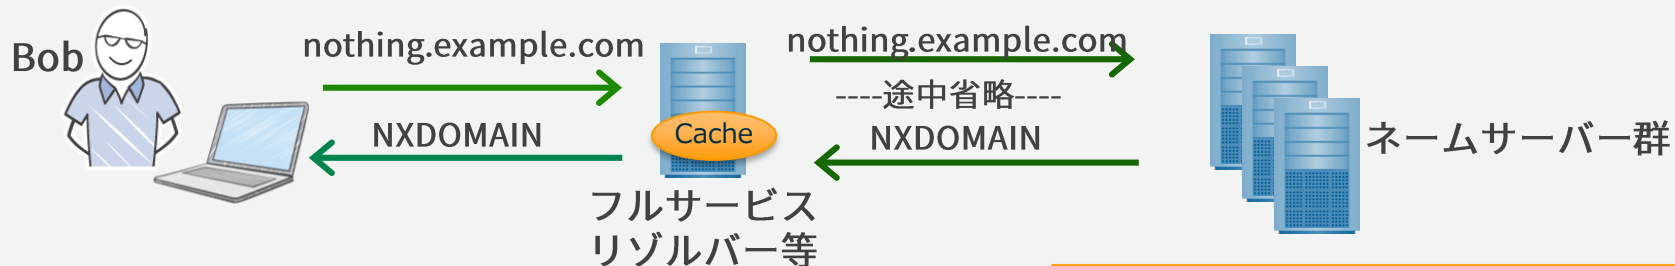 Bob
nothing.example.com
NXDOMAIN
Cache
フルサービス
リゾルバー等
nothing.example.com
----途中省略----
NXDOMAIN
ネームサーバー群